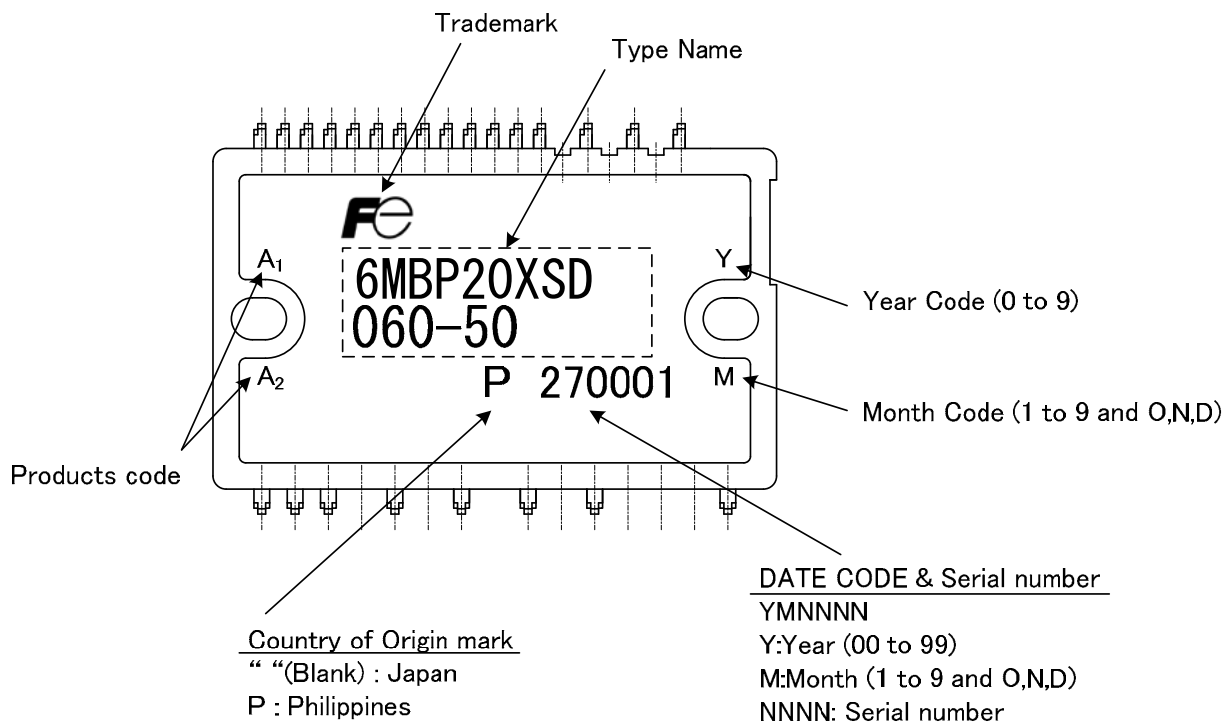 Trademark
Type Name
Fe
A₁
6MBP20XSD
060-50
Y
Year Code (0 to 9)
A₂
P 270001
M
Month Code (1 to 9 and O,N,D)
Products code
DATE CODE & Serial number
YMNNNN
Y:Year (00 to 99)
M:Month (1 to 9 and O,N,D)
NNNN: Serial number
Country of Origin mark
“ “(Blank) : Japan
P : Philippines